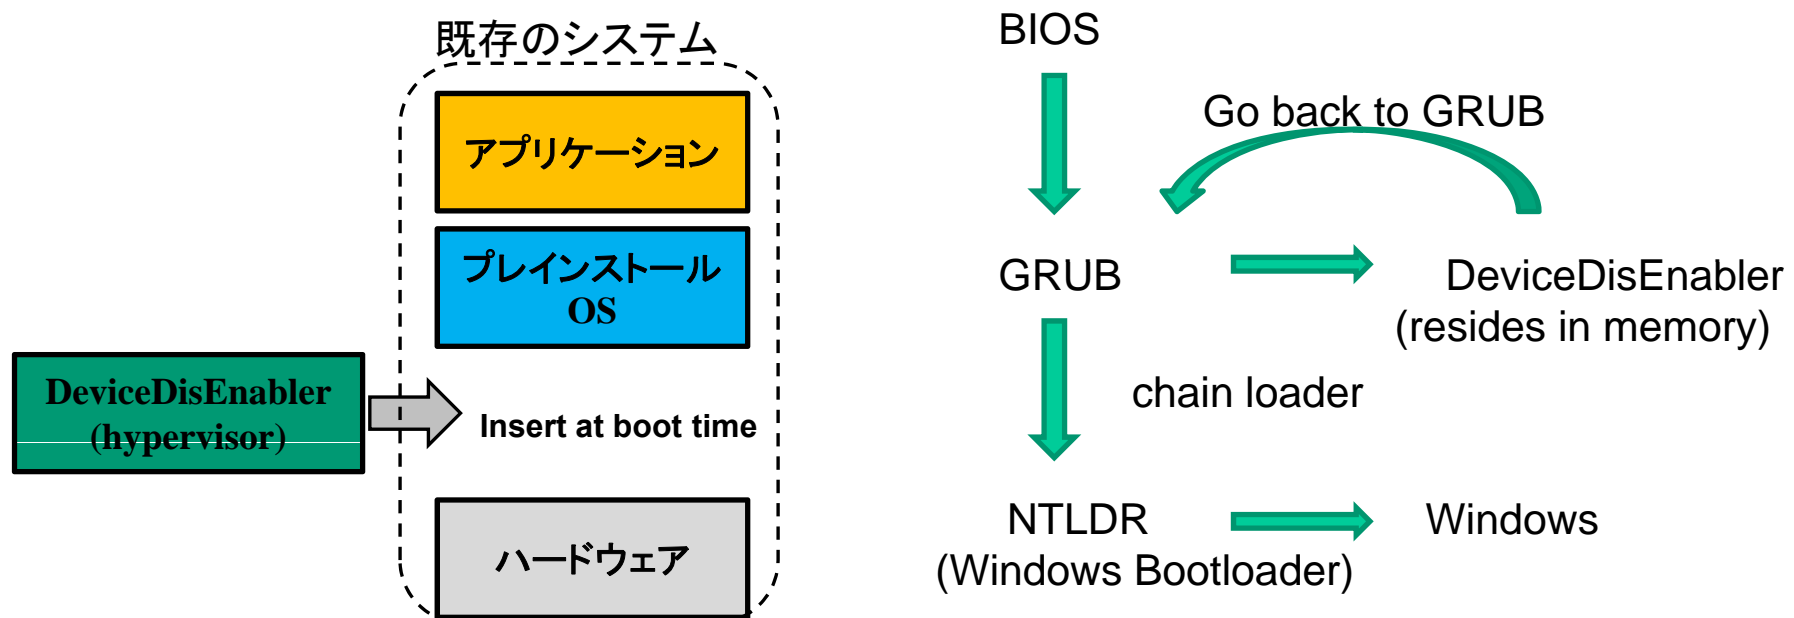 既存のシステム
アプリケーション
プレインストール
OS
DeviceDisEnabler
(hypervisor)
Insert at boot time
ハードウェア
BIOS
Go back to GRUB
GRUB
DeviceDisEnabler
(resides in memory)
chain loader
NTLDR
(Windows Bootloader)
Windows